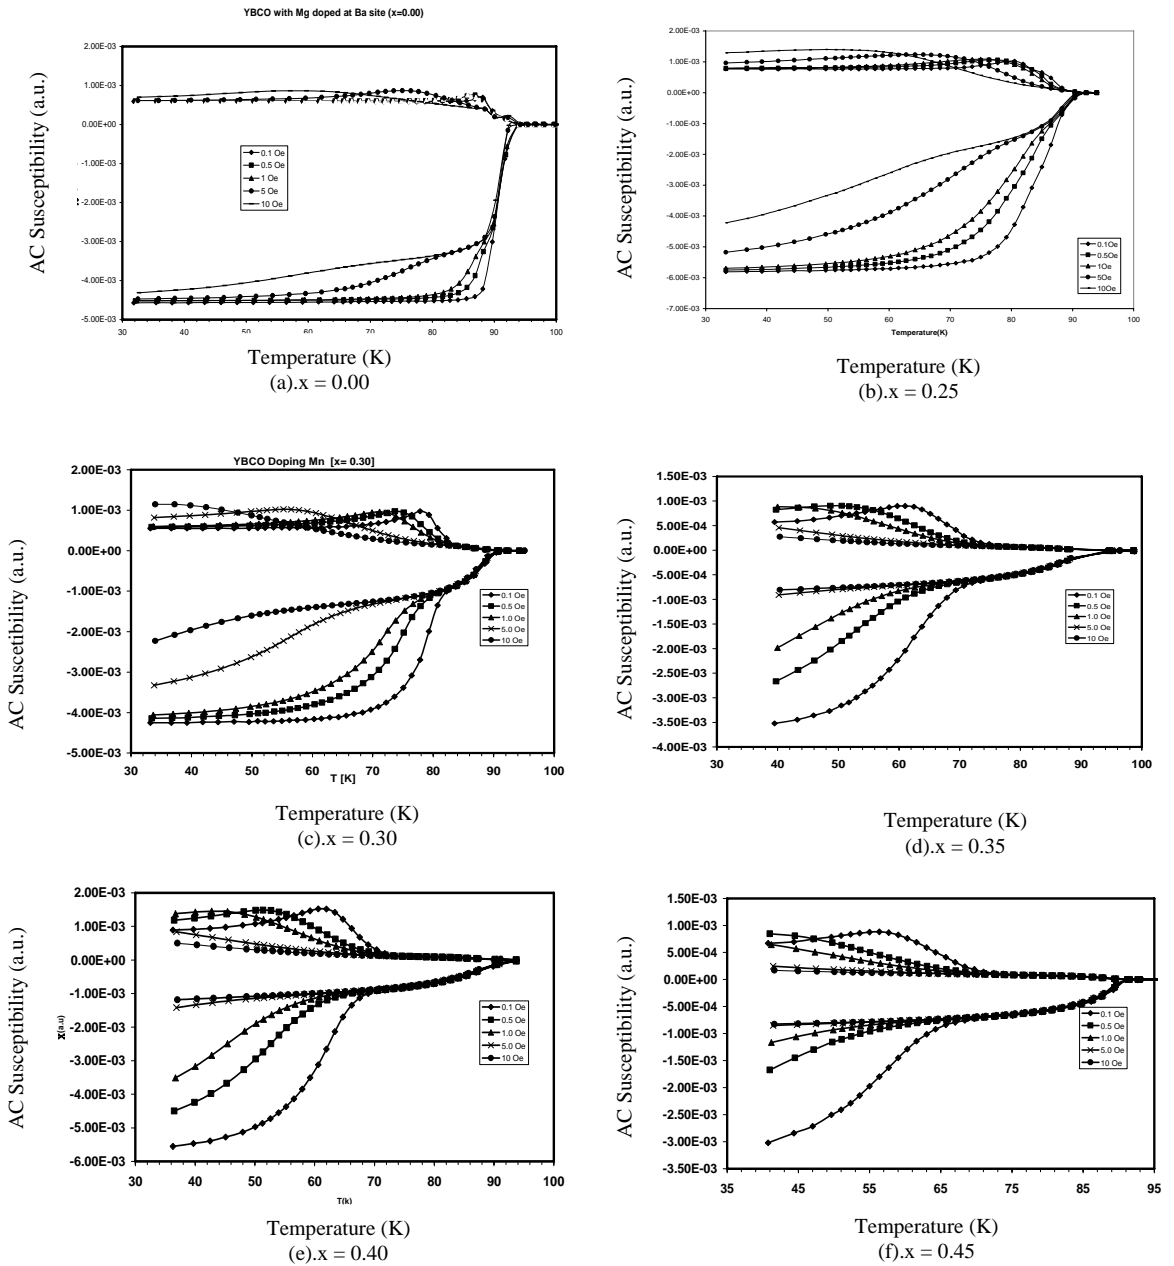 YBCO with Mg doped at Ba site (x=0.00)
AC Susceptibility (a.u.)
2.00E-03
1.00E-03
0.00E+00
-1.00E-03
-2.00E-03
-3.00E-03
-4.00E-03
-5.00E-03
0.1 Oe
0.5 Oe
1 Oe
5 Oe
10 Oe
30 40 50 60 70 80 90 100
Temperature (K)
(a).x = 0.00
AC Susceptibility (a.u.)
2.00E-03
1.00E-03
0.00E+00
-1.00E-03
-2.00E-03
-3.00E-03
-4.00E-03
-5.00E-03
-6.00E-03
-7.00E-03
0.1Oe
0.5Oe
1Oe
5Oe
10Oe
30 40 50 60 70 80 90 100
Temperature(K)
Temperature (K)
(b).x = 0.25
YBCO Doping Mn [x= 0.30]
AC Suscetibility (a.u.)
2.00E-03
1.00E-03
0.00E+00
-1.00E-03
-2.00E-03
-3.00E-03
-4.00E-03
-5.00E-03
0.1 Oe
0.5 Oe
1.0 Oe
5.0 Oe
10 Oe
30 40 50 60 70 80 90 100
T [K]
Temperature (K)
(c).x = 0.30
AC Susceptibility (a.u.)
1.50E-03
1.00E-03
5.00E-04
0.00E+00
-5.00E-04
-1.00E-03
-1.50E-03
-2.00E-03
-2.50E-03
-3.00E-03
-3.50E-03
-4.00E-03
0.1 Oe
0.5 Oe
1.0 Oe
5.0 Oe
10 Oe
30 40 50 60 70 80 90 100
Temperature (K)
(d).x = 0.35
AC Susceptibility (a.u.)
2.00E-03
1.00E-03
0.00E+00
-1.00E-03
-2.00E-03
-3.00E-03
-4.00E-03
-5.00E-03
-6.00E-03
X(a.u)
0.1 Oe
0.5 Oe
1.0 Oe
5.0 Oe
10 Oe
30 40 50 60 70 80 90 100
T(k)
Temperature (K)
(e).x = 0.40
AC Susceptibility (a.u.)
1.50E-03
1.00E-03
5.00E-04
0.00E+00
-5.00E-04
-1.00E-03
-1.50E-03
-2.00E-03
-2.50E-03
-3.00E-03
-3.50E-03
0.1 Oe
0.5 Oe
1.0 Oe
5.0 Oe
10 Oe
35 45 55 65 75 85 95
Temperature (K)
(f).x = 0.45